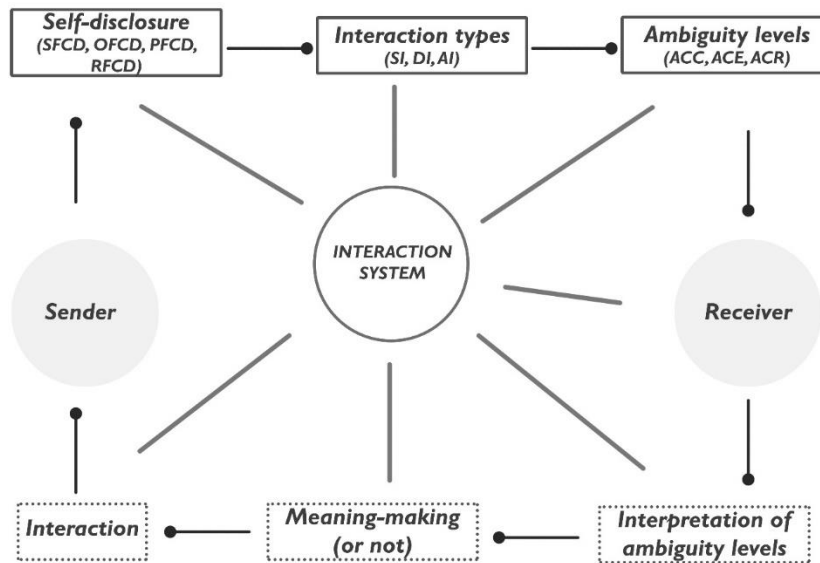 Self-disclosure
(SFCD, OFCD, PFCD,
RFCD)
Interaction types
(SI, DI, AI)
Ambiguity levels
(ACC, ACE, ACR)
INTERACTION
SYSTEM
Sender
Receiver
Interaction
Meaning-making
(or not)
Interpretation of
ambiguity levels